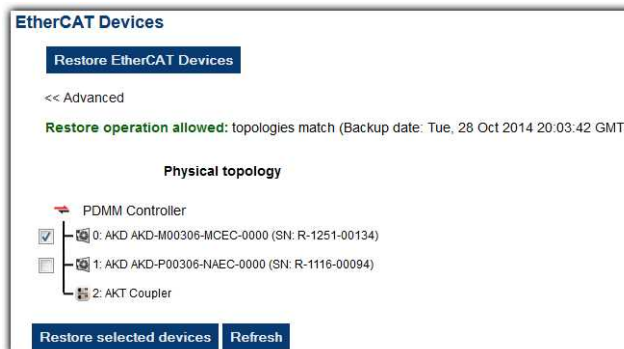 EtherCAT Devices
Restore EtherCAT Devices
<< Advanced
Restore operation allowed: topologies match (Backup date: Tue, 28 Oct 2014 20:03:42 GMT
Physical topology
PDMM Controller
0: AKD AKD-M00306-MCEC-0000 (SN: R-1251-00134)
1: AKD AKD-P00306-NAEC-0000 (SN: R-1116-00094)
2: AKT Coupler
Restore selected devices Refresh